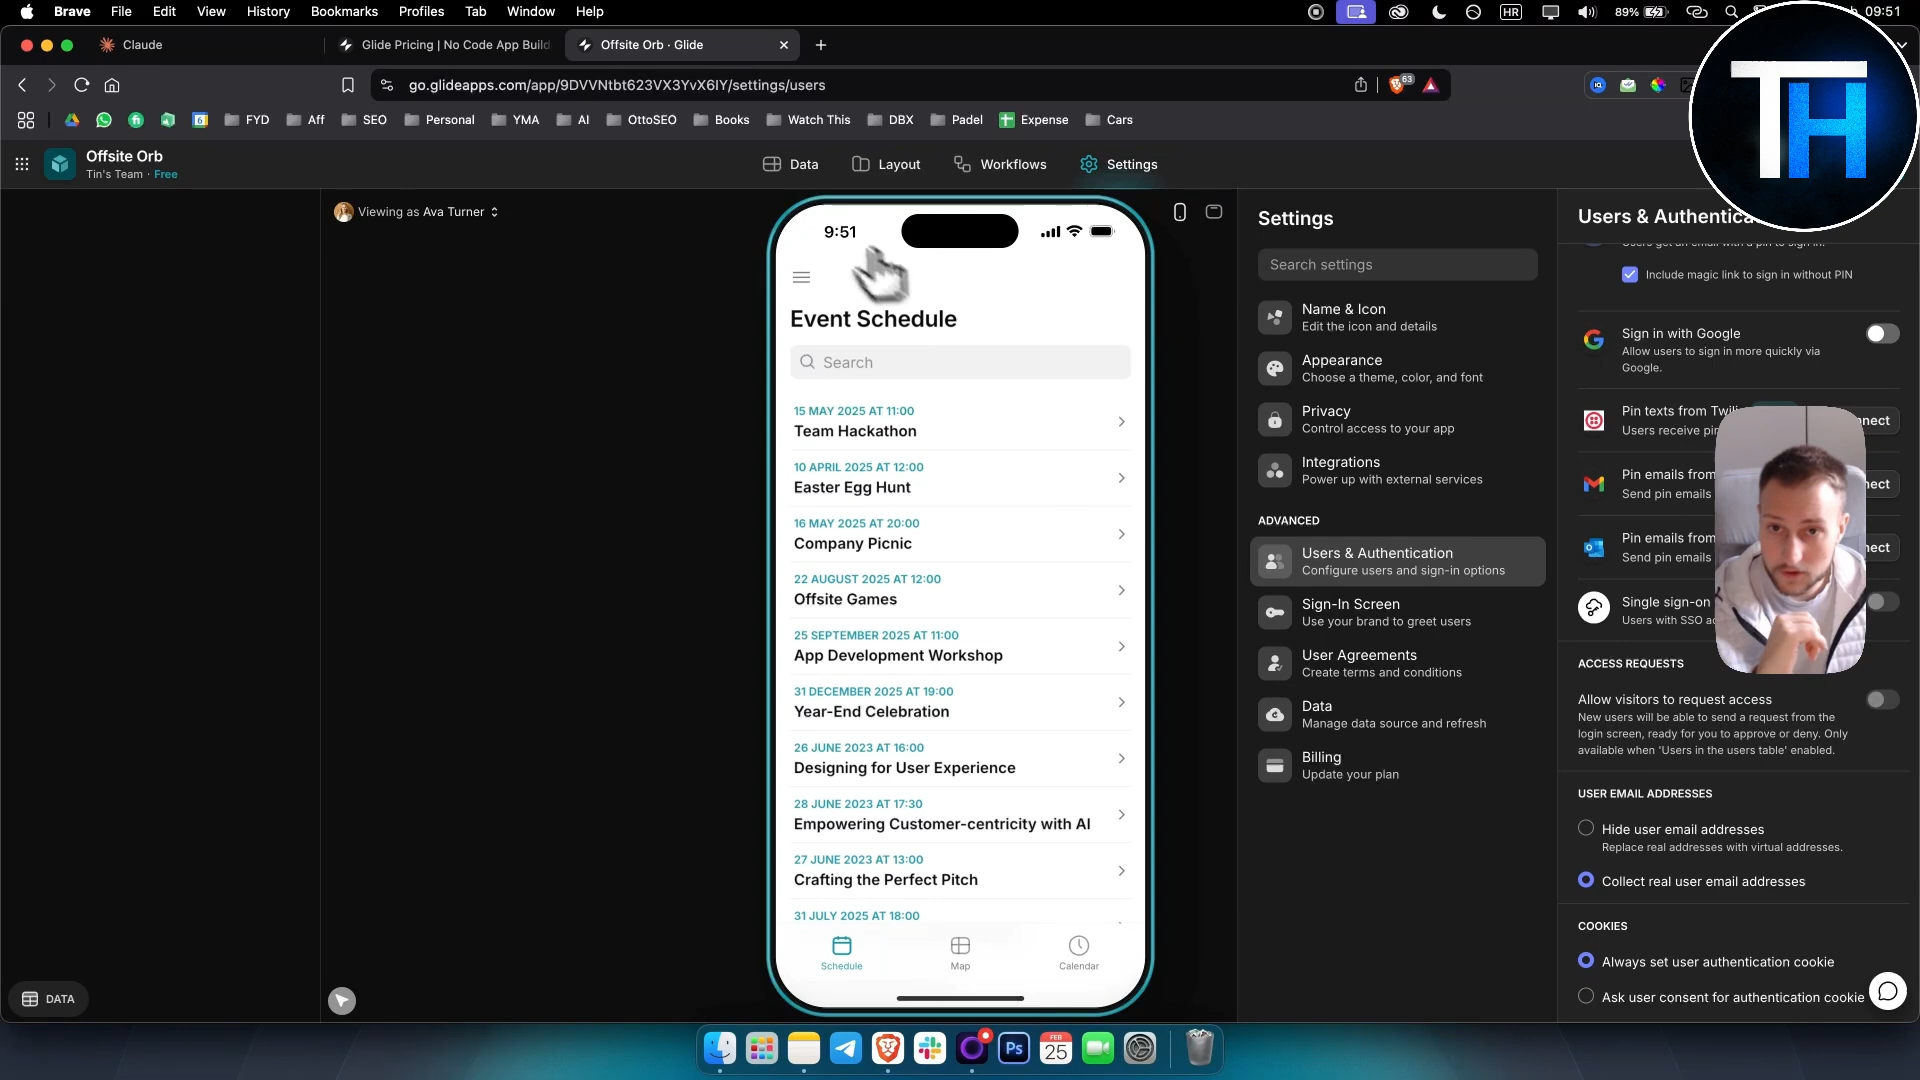 Brave File Edit View History Bookmarks Profiles Tab Window Help
HR 89% 09:51
Claude
Glide Pricing | No Code App Build
Offsite Orb · Glide
go.glideapps.com/app/9DVVNtbt623VX3YvX6IY/settings/users
63
6 FYD Aff SEO Personal YMA AI OttoSEO Books Watch This DBX Padel Expense Cars
TH
Offsite Orb
Tin's Team · Free
Data Layout Workflows Settings
Viewing as Ava Turner
9:51
Event Schedule
Search
15 MAY 2025 AT 11:00
Team Hackathon
10 APRIL 2025 AT 12:00
Easter Egg Hunt
16 MAY 2025 AT 20:00
Company Picnic
22 AUGUST 2025 AT 12:00
Offsite Games
25 SEPTEMBER 2025 AT 11:00
App Development Workshop
31 DECEMBER 2025 AT 19:00
Year-End Celebration
26 JUNE 2023 AT 16:00
Designing for User Experience
28 JUNE 2023 AT 17:30
Empowering Customer-centricity with AI
27 JUNE 2023 AT 13:00
Crafting the Perfect Pitch
31 JULY 2025 AT 18:00
Schedule Map Calendar
DATA
Settings
Search settings
Name & Icon
Edit the icon and details
Appearance
Choose a theme, color, and font
Privacy
Control access to your app
Integrations
Power up with external services
ADVANCED
Users & Authentication
Configure users and sign-in options
Sign-In Screen
Use your brand to greet users
User Agreements
Create terms and conditions
Data
Manage data source and refresh
Billing
Update your plan
Users & Authentica
Users get an email with a pin to sign in.
Include magic link to sign in without PIN
Sign in with Google
Allow users to sign in more quickly via
Google.
Pin texts from
Users receive
Pin emails from
Send pin emails
Pin emails from
Send pin emails
Single sign-on
Users with SSO
ACCESS REQUESTS
Allow visitors to request access
New users will be able to send a request from the
login screen, ready for you to approve or deny. Only
available when 'Users in the users table' enabled.
USER EMAIL ADDRESSES
Hide user email addresses
Replace real addresses with virtual addresses.
Collect real user email addresses
COOKIES
Always set user authentication cookie
Ask user consent for authentication cookie
Ps
FEB
25